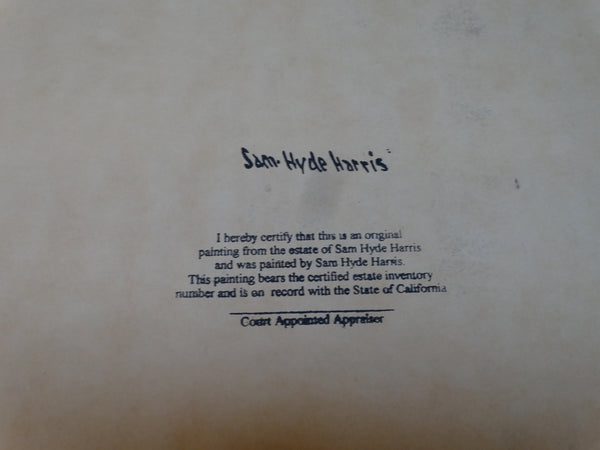 Sam Hyde Harris
I hereby certify that this is an original
painting from the estate of Sam Hyde Harris
and was painted by Sam Hyde Harris.
This painting bears the certified estate inventory
number and is on record with the State of California
Court Appointed Appraiser